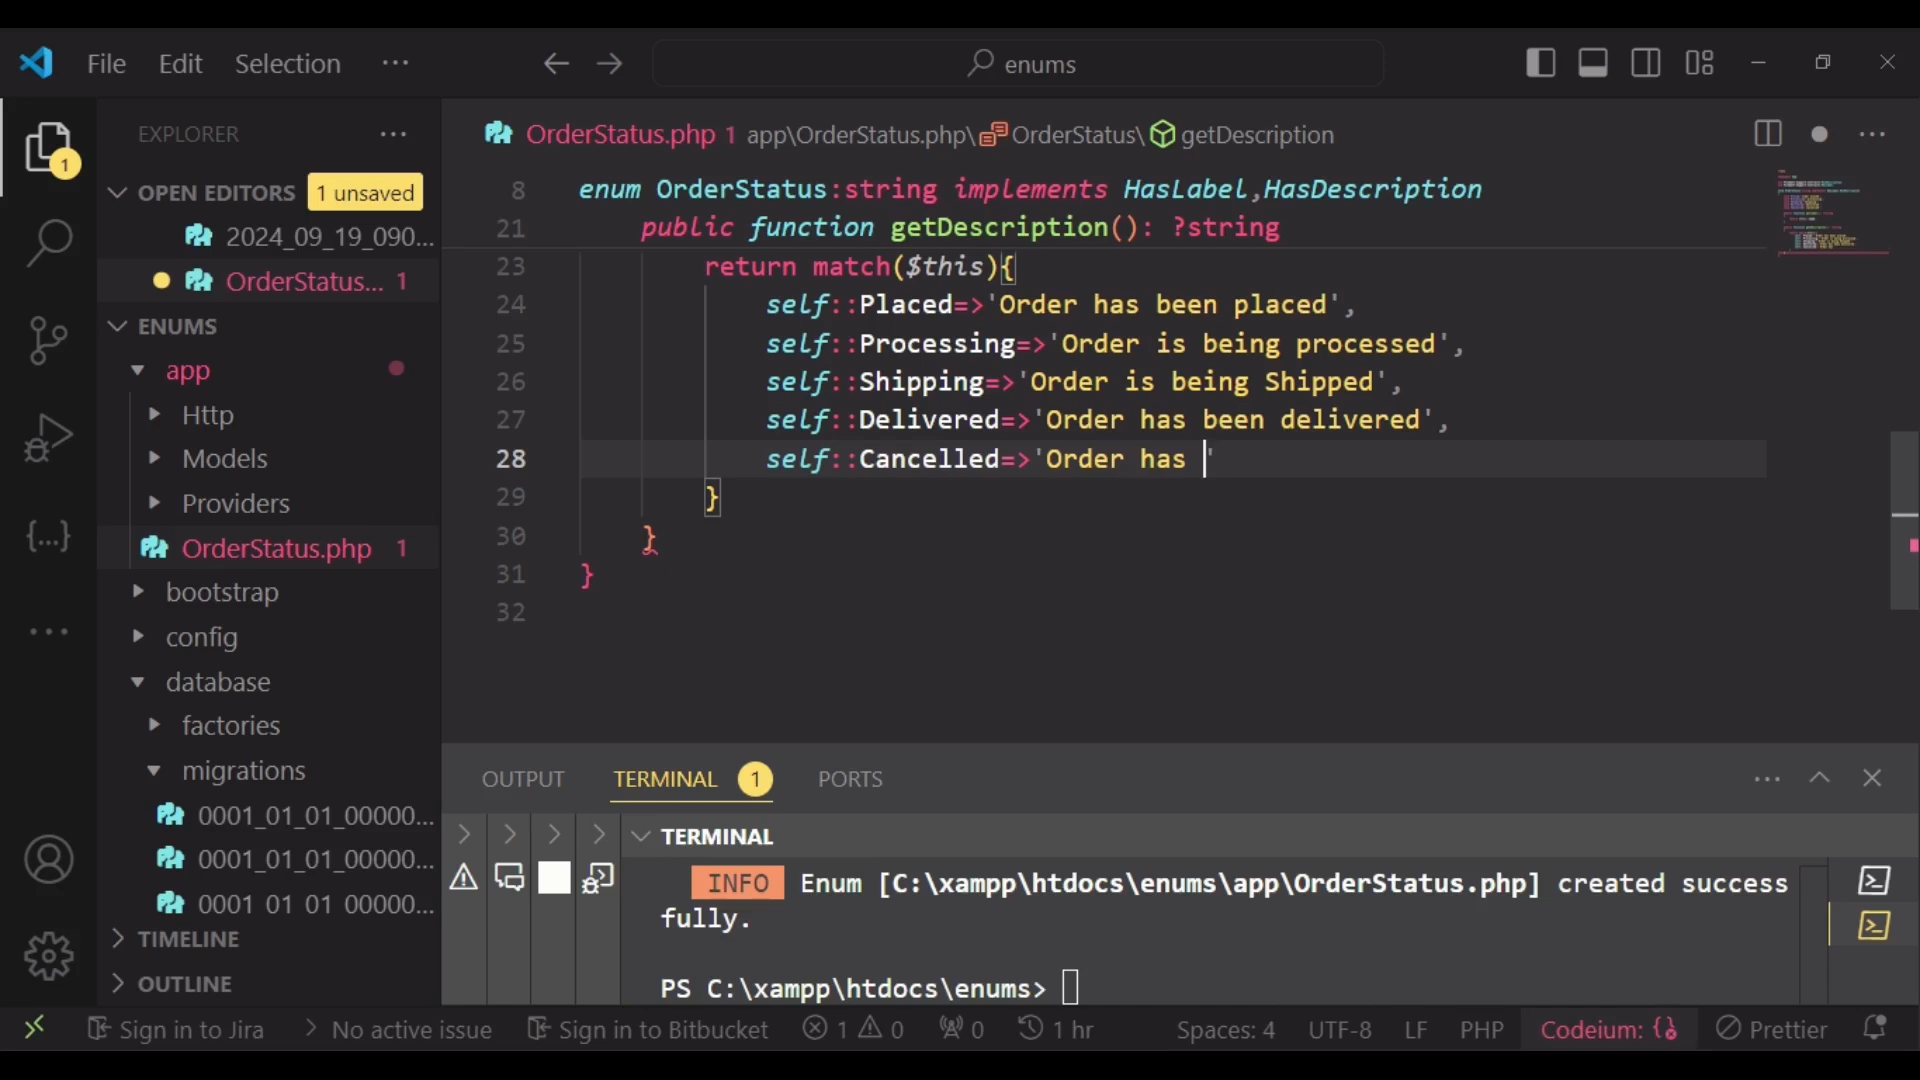 File Edit Selection ... enums
EXPLORER ...
OPEN EDITORS 1 unsaved
2024_09_19_090...
OrderStatus... 1
ENUMS
app
Http
Models
Providers
OrderStatus.php 1
bootstrap
config
database
factories
migrations
0001_01_01_00000...
0001_01_01_00000...
0001 01 01 00000...
TIMELINE
OUTLINE
1
{...}
OrderStatus.php 1 app\OrderStatus.php\ OrderStatus\ getDescription
8 enum OrderStatus:string implements HasLabel,HasDescription
21 public function getDescription(): ?string
23 return match($this){
24 self::Placed=>'Order has been placed',
25 self::Processing=>'Order is being processed',
26 self::Shipping=>'Order is being Shipped',
27 self::Delivered=>'Order has been delivered',
28 self::Cancelled=>'Order has '
29 }
30 }
31 }
32
OUTPUT TERMINAL 1 PORTS
TERMINAL
INFO Enum [C:\xampp\htdocs\enums\app\OrderStatus.php] created success
fully.
PS C:\xampp\htdocs\enums>
Sign in to Jira No active issue Sign in to Bitbucket 1 0 0 1 hr Spaces: 4 UTF-8 LF PHP Codeium: {} Prettier